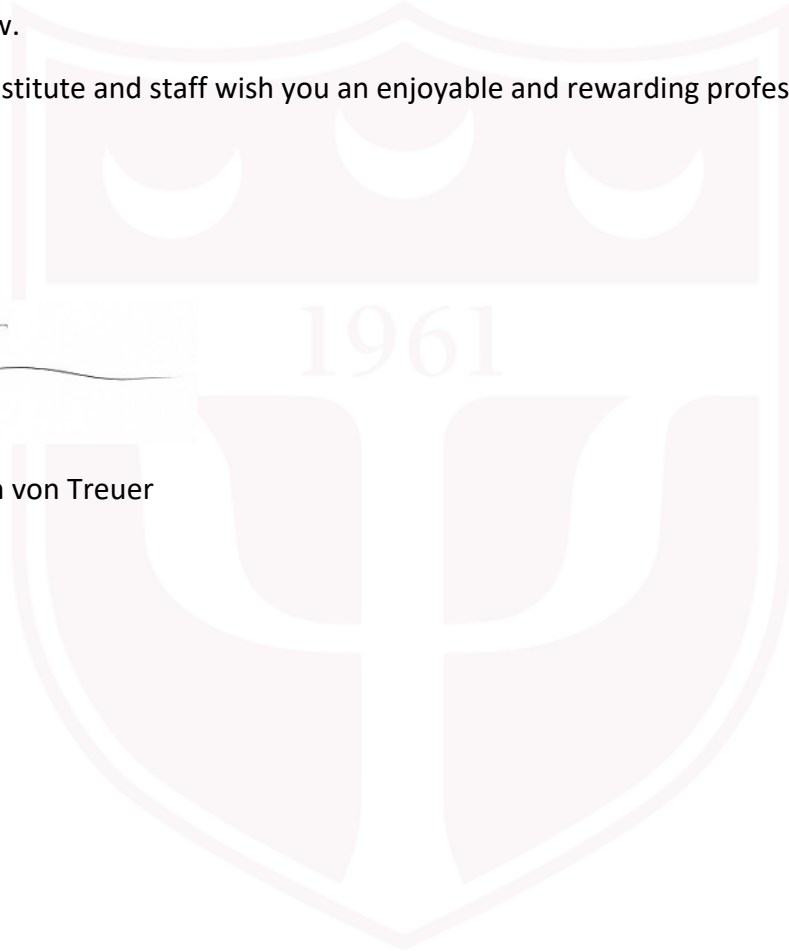 w.
stitute and staff wish you an enjoyable and rewarding profes
1961
von Treuer